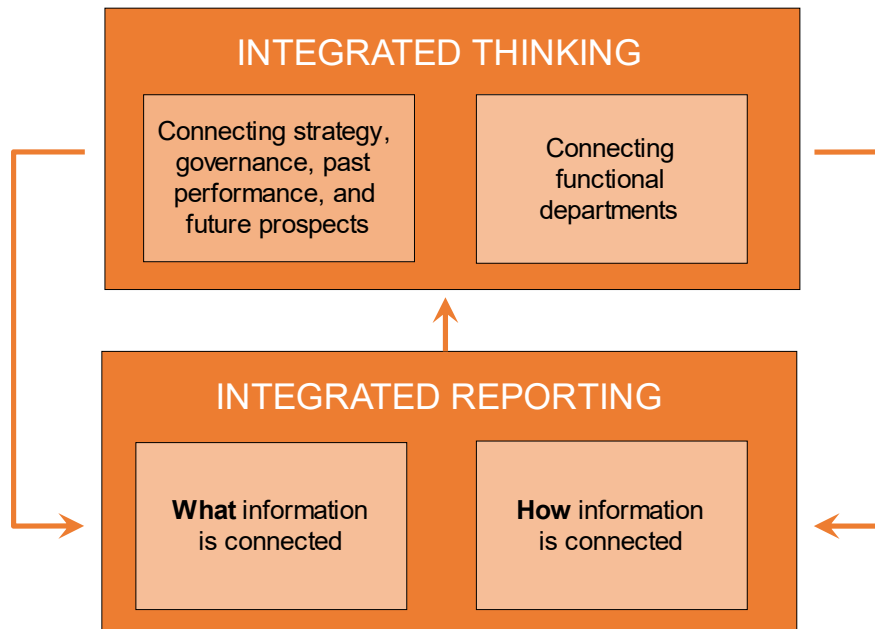 INTEGRATED THINKING
Connecting strategy,
governance, past
performance, and
future prospects
Connecting
functional
departments
INTEGRATED REPORTING
What information
is connected
How information
is connected